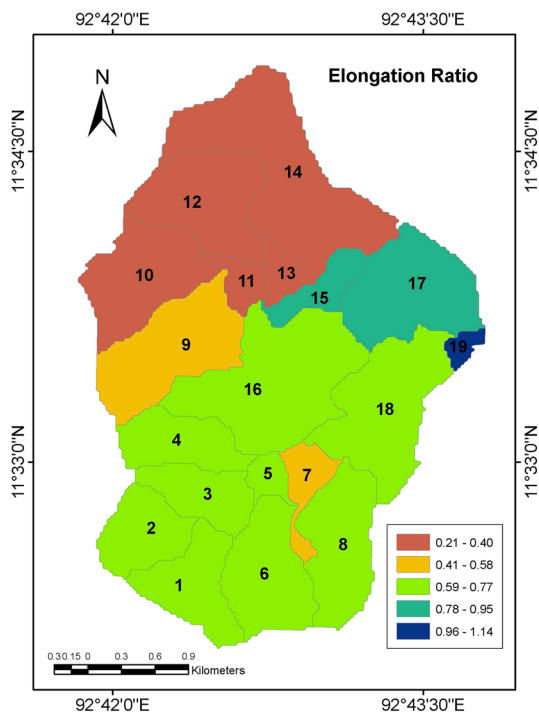 92°42'0"E 92°43'30"E
N
Elongation Ratio
11°34'30"N 11°34'30"N
14
12
10
11
13
15
17
9
19
16
18
4
5
7
3
2
8
6
1
11°33'0"N 11°33'0"N
0.21 - 0.40
0.41 - 0.58
0.59 - 0.77
0.78 - 0.95
0.96 - 1.14
0.30.15 0 0.3 0.6 0.9
Kilometers
92°42'0"E 92°43'30"E